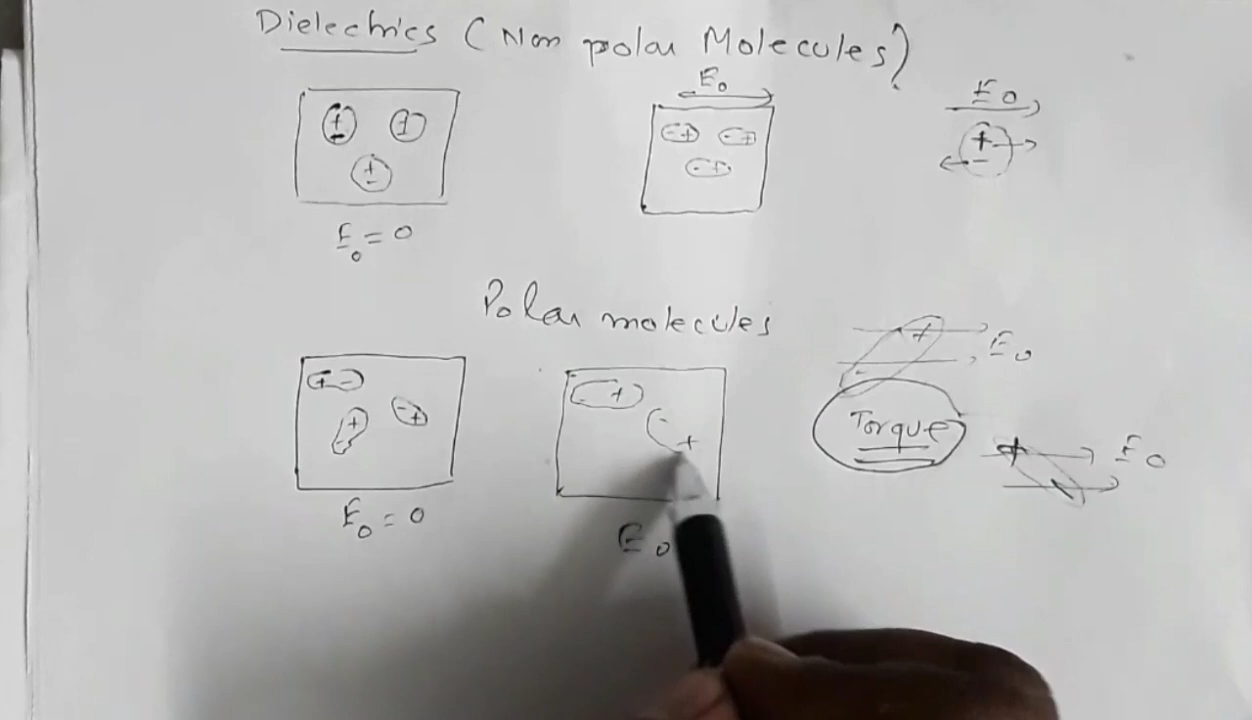 Dielectrics (Non polar Molecules)
E₀
E₀
± ± ±
- + - + - +
+ -
E₀ = 0
Polar molecules
+ - - + - +
- + - +
+ -
E₀
Torque
+ - E₀
E₀ = 0
E₀